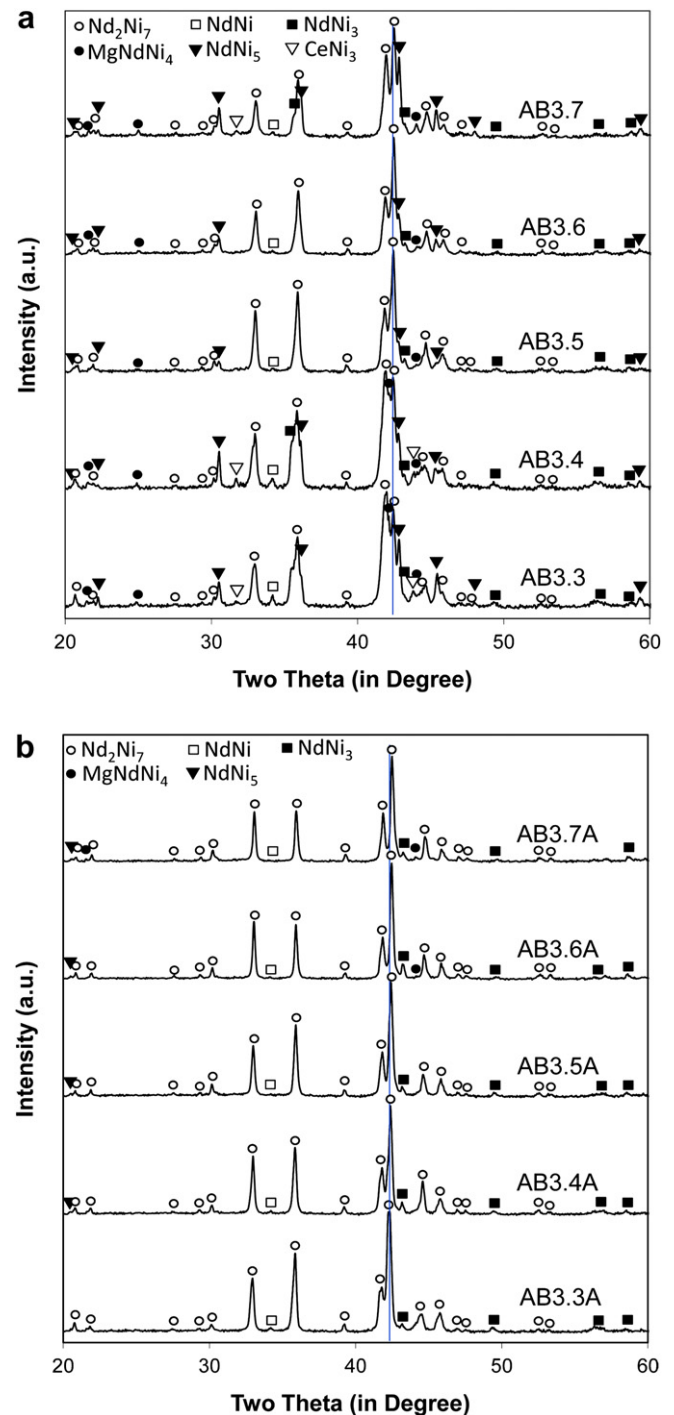 a
Nd₂Ni₇ NdNi NdNi₃
MgNdNi₄ NdNi₅ CeNi₃
AB3.7
AB3.6
AB3.5
AB3.4
AB3.3
Intensity (a.u.)
20 30 40 50 60
Two Theta (in Degree)
b
Nd₂Ni₇ NdNi NdNi₃
MgNdNi₄ NdNi₅
AB3.7A
AB3.6A
AB3.5A
AB3.4A
AB3.3A
Intensity (a.u.)
20 30 40 50 60
Two Theta (in Degree)